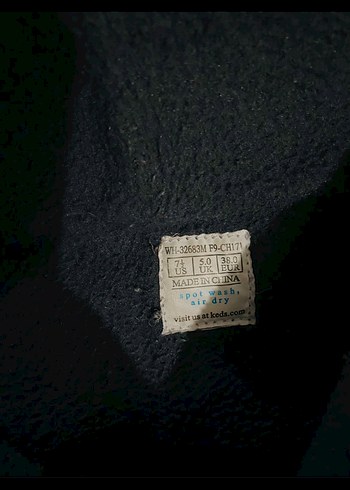 WH-32683M F9-CH171
7½ 5.0 38.0
US UK EUR
MADE IN CHINA
spot wash,
air dry
visit us at keds.com